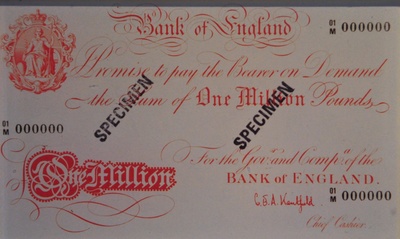 Bank of England
01
M 000000
I Promise to pay the Bearer on Demand
the Sum of One Million Pounds
SPECIMEN
SPECIMEN
01
M 000000
For the Gov.r and Comp.a of the
BANK OF ENGLAND.
One Million
01
M 000000
Chief Cashier.